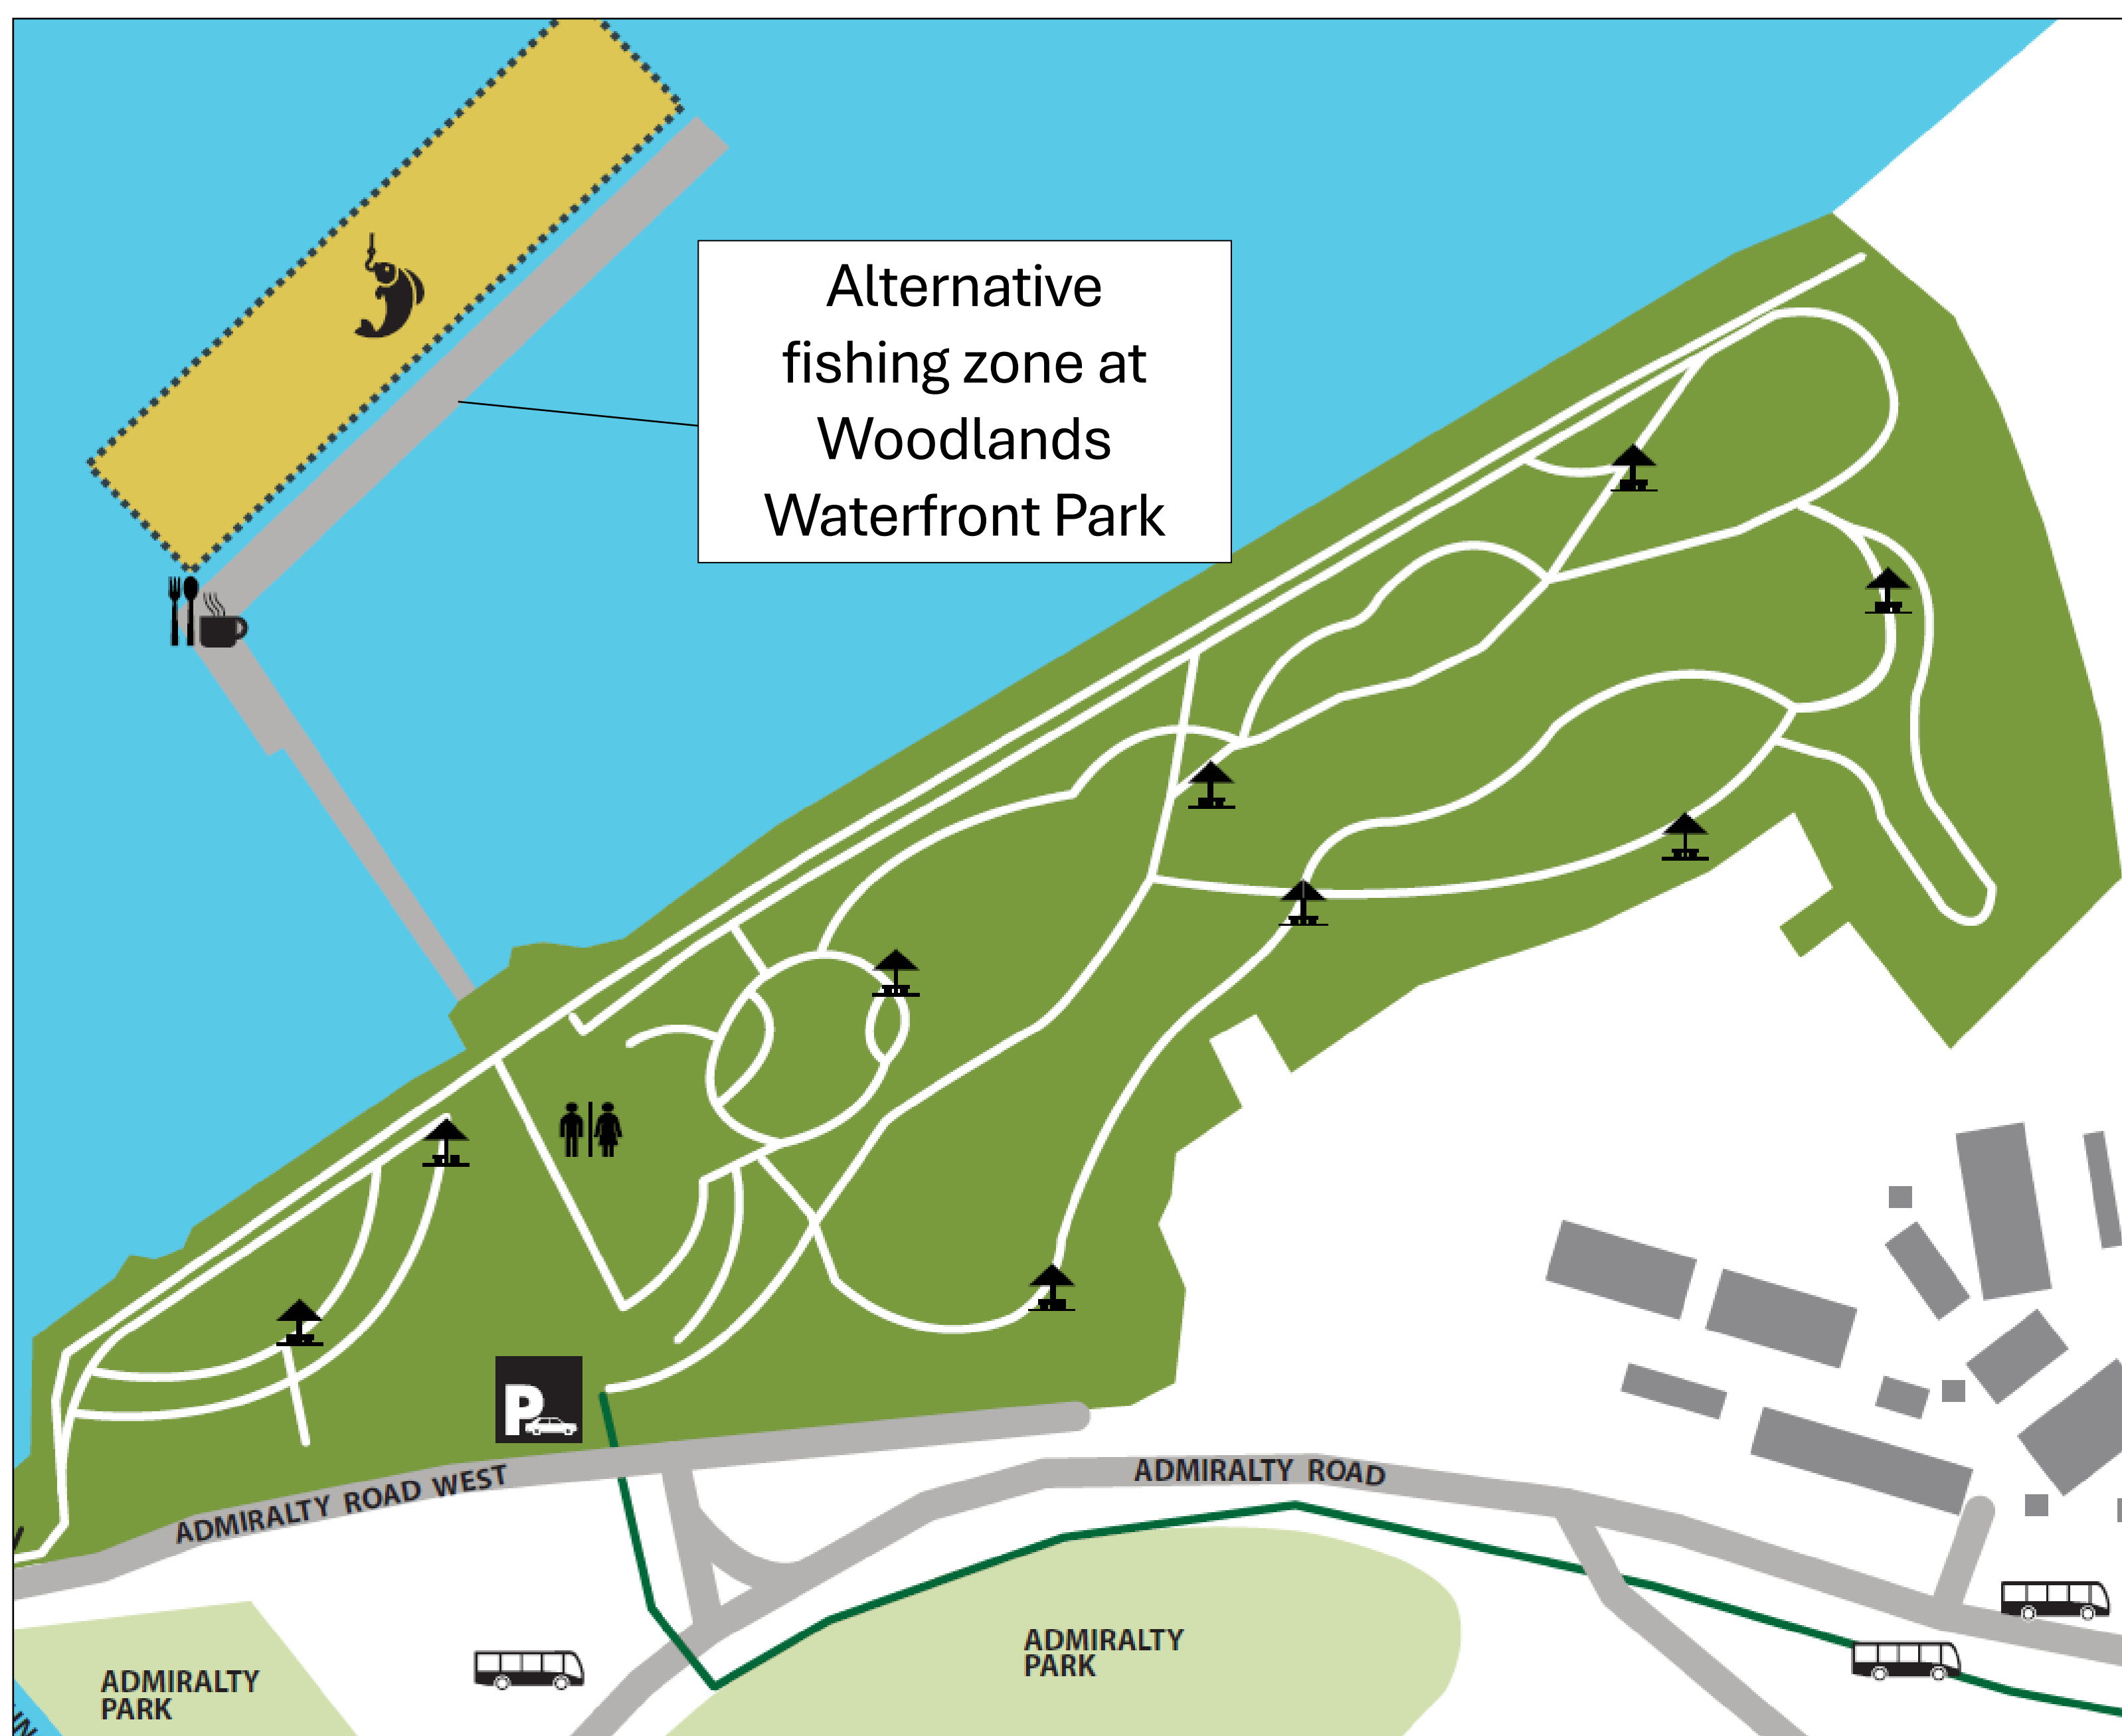 Alternative
fishing zone at
Woodlands
Waterfront Park
ADMIRALTY ROAD WEST
ADMIRALTY ROAD
ADMIRALTY
PARK
ADMIRALTY
PARK
P